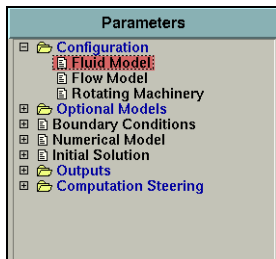 Parameters
Configuration
Fluid Model
Flow Model
Rotating Machinery
Optional Models
Boundary Conditions
Numerical Model
Initial Solution
Outputs
Computation Steering